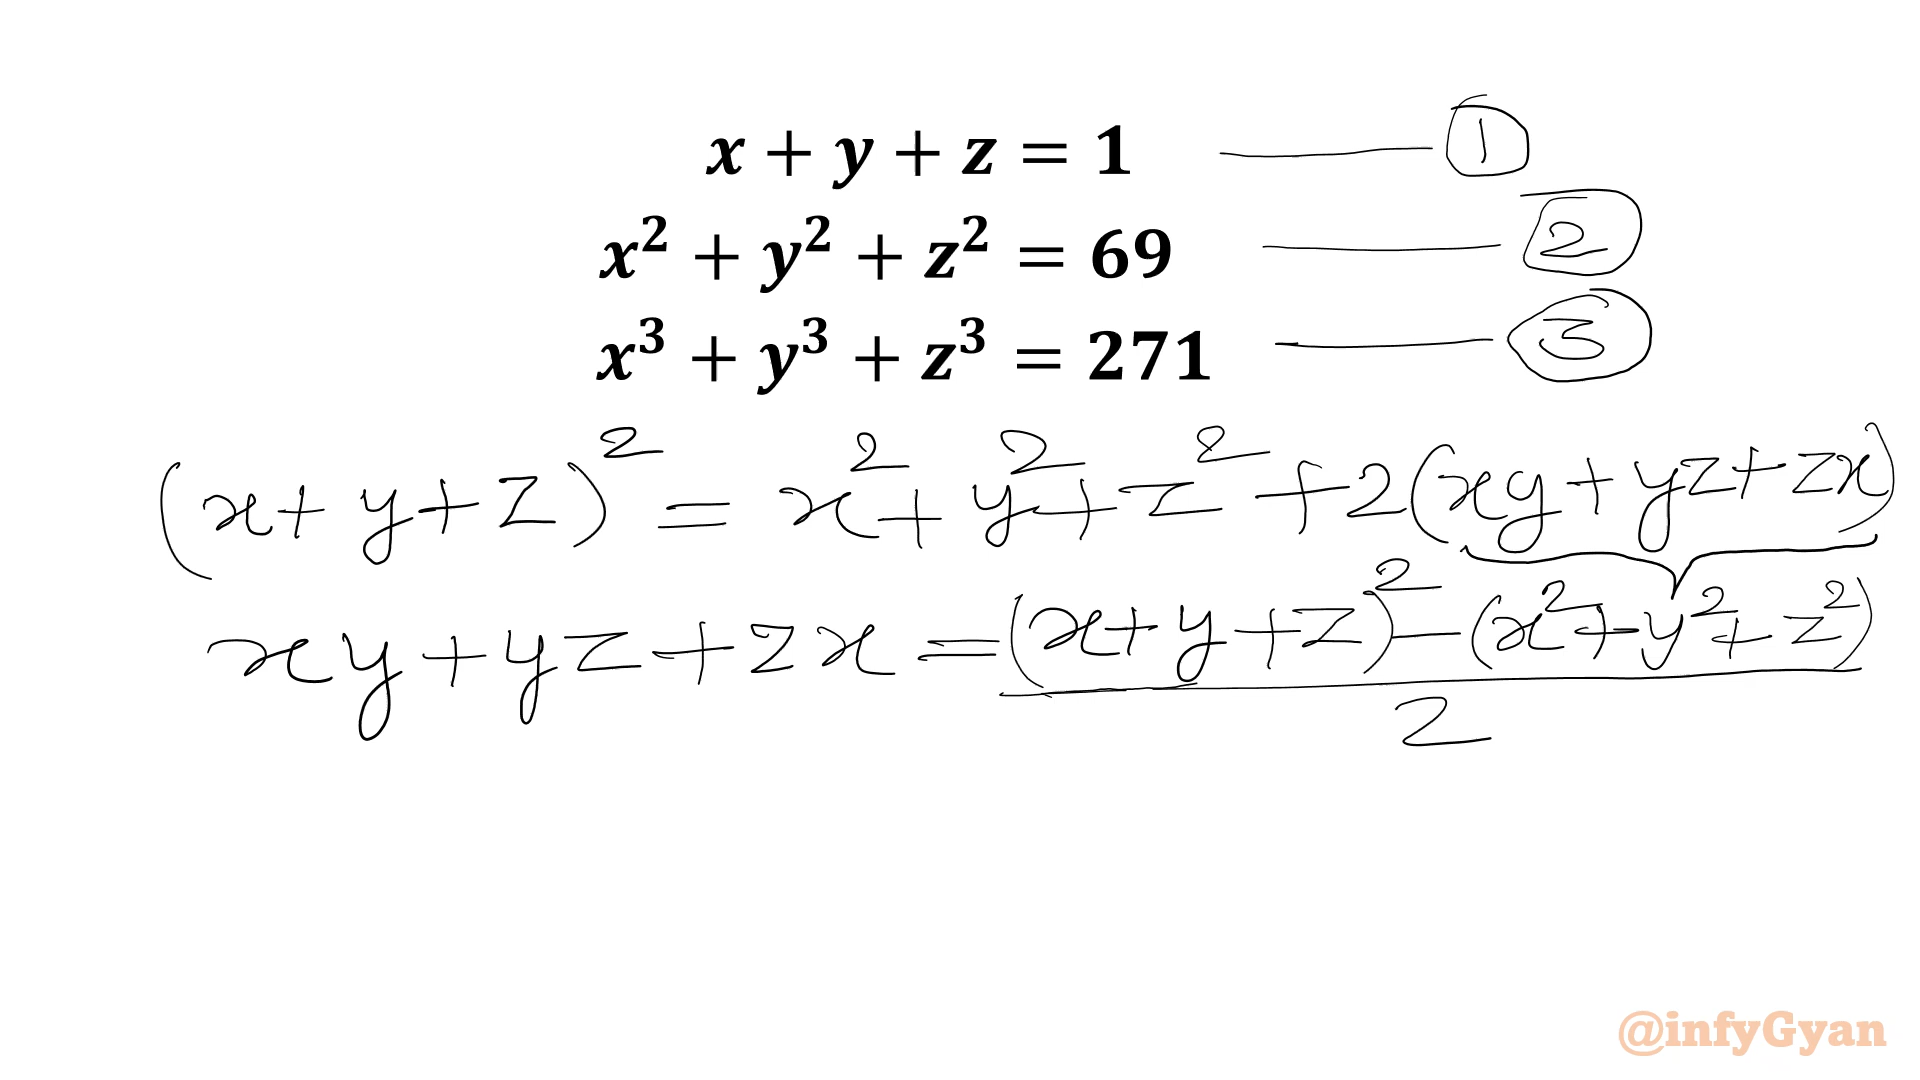 x + y + z = 1 ——— ①
x² + y² + z² = 69 ——— ②
x³ + y³ + z³ = 271 ——— ③
(x+y+z)² = x²+y²+z² +2(xy+yz+zx)
xy+yz+zx = ((x+y+z)² − (x²+y²+z²))/2
@infyGyan